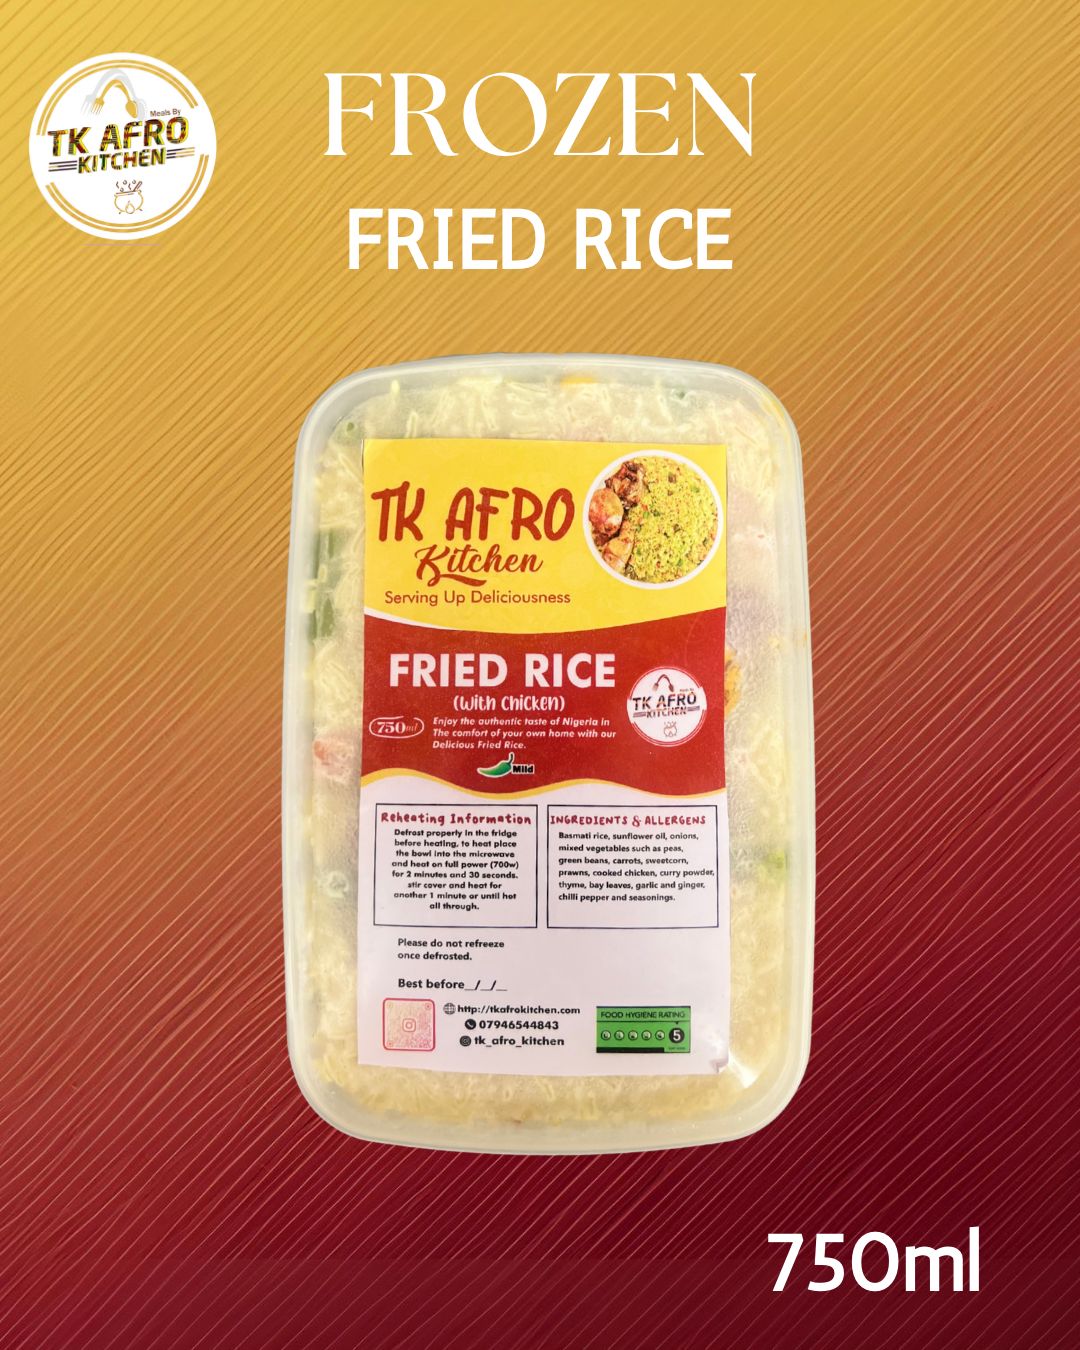 Meals By
TK AFRO
KITCHEN
FROZEN
FRIED RICE
TK AFRO
Kitchen
Serving Up Deliciousness
FRIED RICE
(With Chicken)
750ml
Enjoy the authentic taste of Nigeria in
The comfort of your own home with our
Delicious Fried Rice.
Mild
Meals By
TK AFRO
KITCHEN
Reheating Information
Defrost properly in the fridge
before heating, to heat place
the bowl into the microwave
and heat on full power (700w)
for 2 minutes and 30 seconds.
stir cover and heat for
another 1 minute or until hot
all through.
INGREDIENTS & ALLERGENS
Basmati rice, sunflower oil, onions,
mixed vegetables such as peas,
green beans, carrots, sweetcorn,
prawns, cooked chicken, curry powder,
thyme, bay leaves, garlic and ginger,
chilli pepper and seasonings.
Please do not refreeze
once defrosted.
Best before_/_/_
http://tkafrokitchen.com
07946544843
tk_afro_kitchen
FOOD HYGIENE RATING
5
750ml